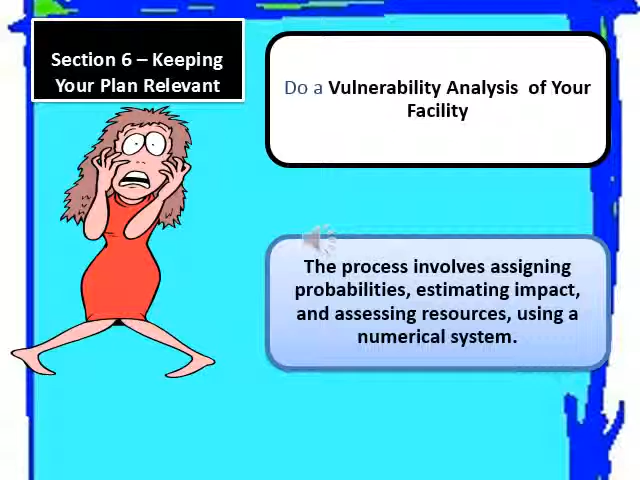 Section 6 – Keeping
Your Plan Relevant
Do a Vulnerability Analysis of Your
Facility
The process involves assigning
probabilities, estimating impact,
and assessing resources, using a
numerical system.